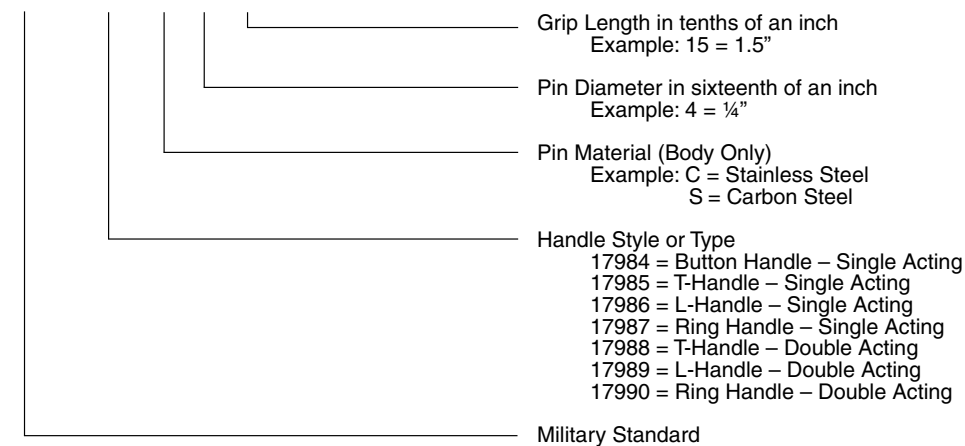 Grip Length in tenths of an inch
Example: 15 = 1.5”
Pin Diameter in sixteenth of an inch
Example: 4 = ¼”
Pin Material (Body Only)
Example: C = Stainless Steel
S = Carbon Steel
Handle Style or Type
17984 = Button Handle – Single Acting
17985 = T-Handle – Single Acting
17986 = L-Handle – Single Acting
17987 = Ring Handle – Single Acting
17988 = T-Handle – Double Acting
17989 = L-Handle – Double Acting
17990 = Ring Handle – Double Acting
Military Standard